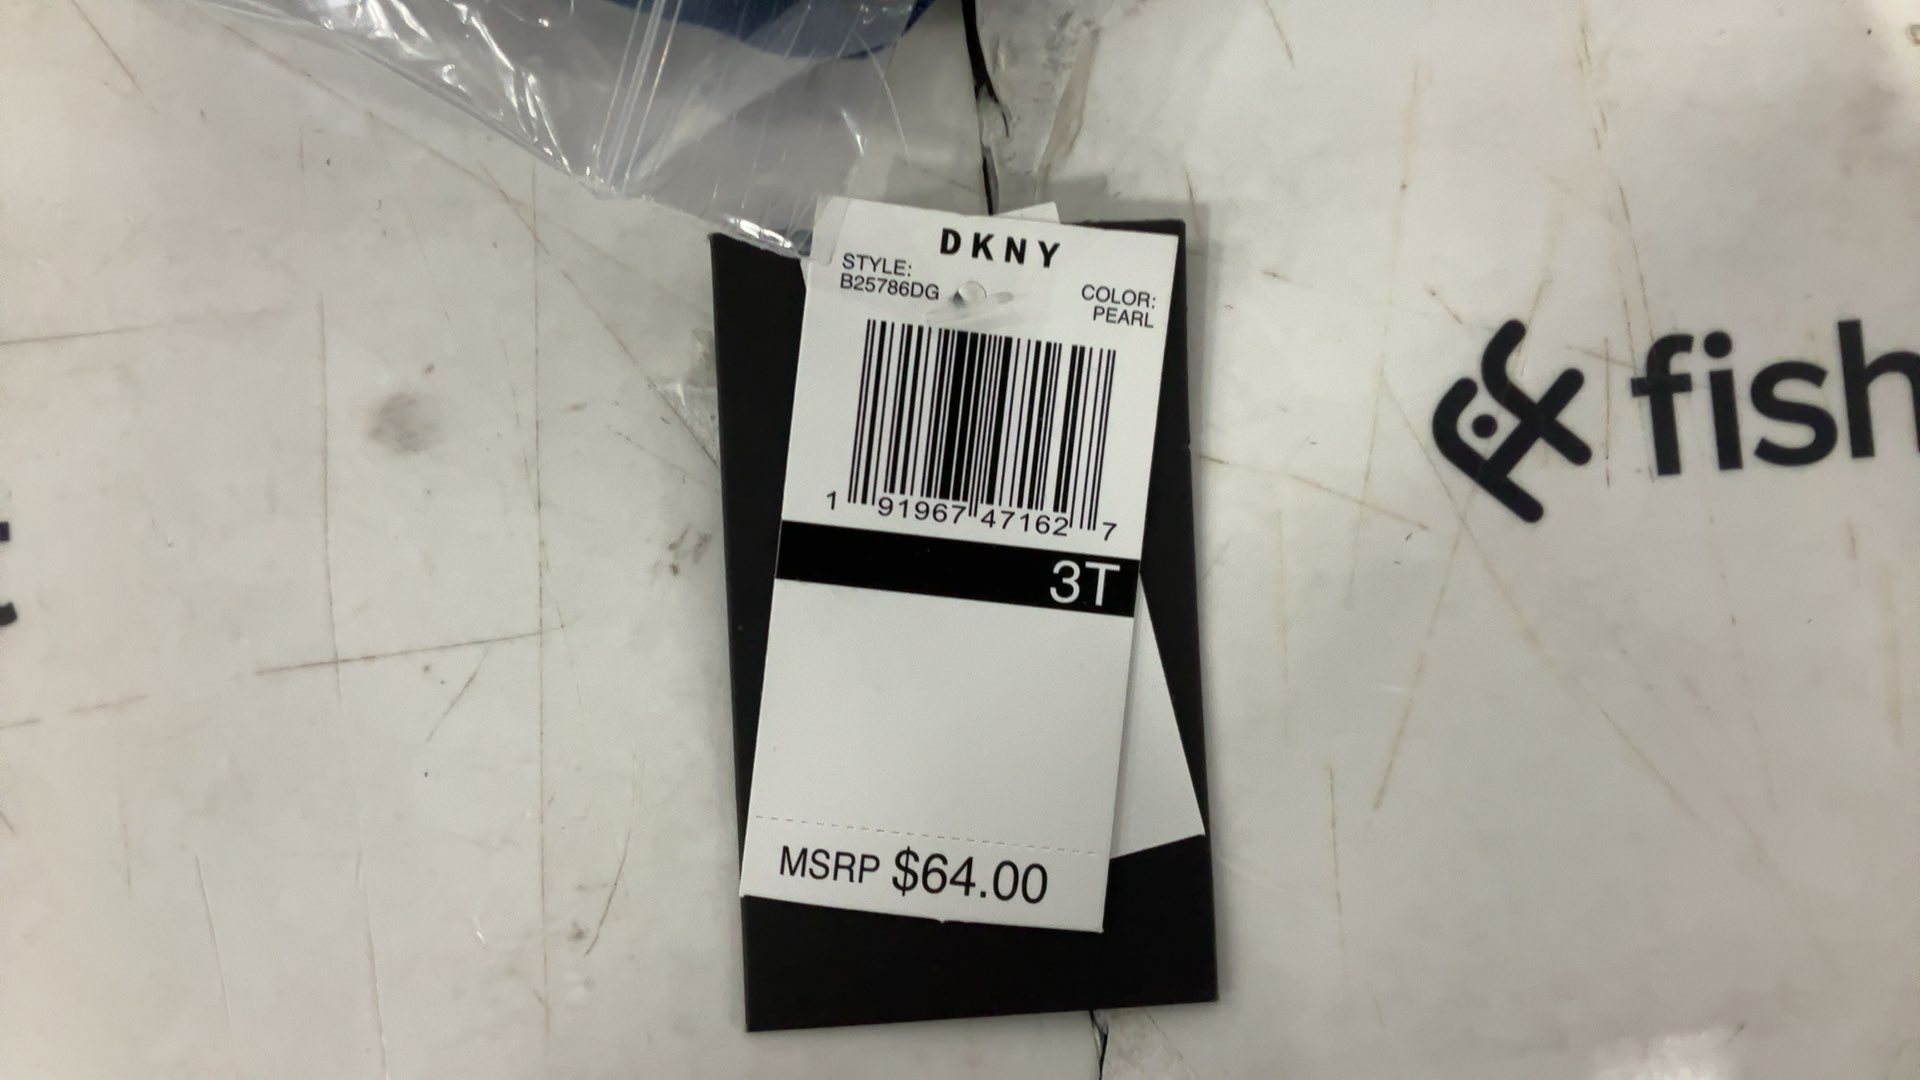 DKNY
STYLE:
B25786DG
COLOR:
PEARL
1 91967 47162 7
3T
MSRP $64.00
fish